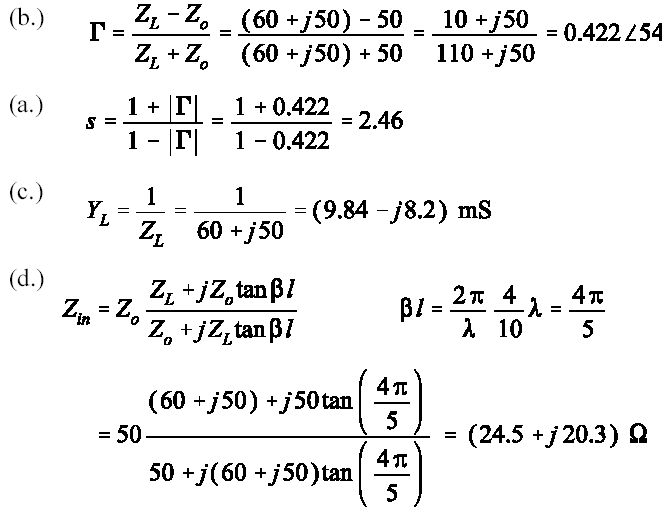 (b.) Γ = (Z_L − Z_o)/(Z_L + Z_o) = ((60 + j50) − 50)/((60 + j50) + 50) = (10 + j50)/(110 + j50) = 0.422∠54
(a.) s = (1 + |Γ|)/(1 − |Γ|) = (1 + 0.422)/(1 − 0.422) = 2.46
(c.) Y_L = 1/Z_L = 1/(60 + j50) = (9.84 − j8.2) mS
(d.) Z_in = Z_o (Z_L + jZ_o tan β l)/(Z_o + jZ_L tan β l) β l = (2π/λ) (4/10) λ = 4π/5
= 50 ((60 + j50) + j50 tan(4π/5))/(50 + j(60 + j50) tan(4π/5)) = (24.5 + j20.3) Ω